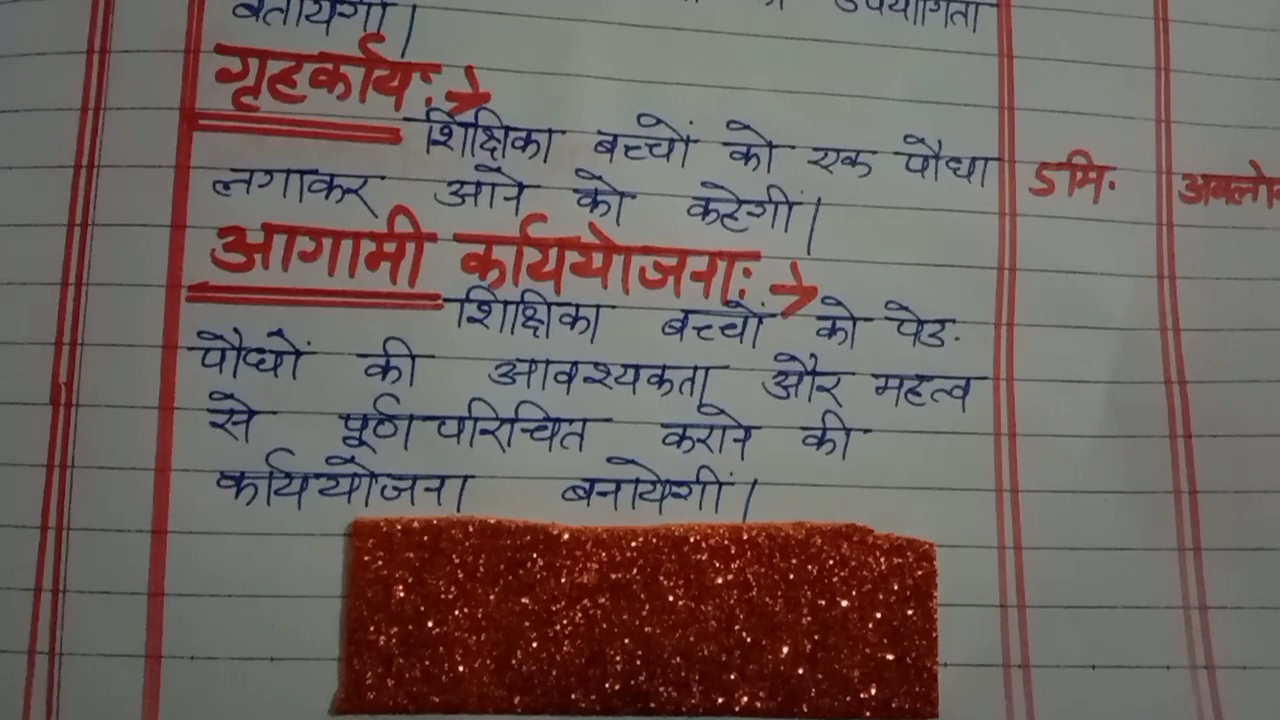 बतायेगी। उपयोगिता
गृहकार्य:→
शिक्षिका बच्चों को एक पौधा 5मि.
लगाकर आने को कहेगीं।
आगामी कार्ययोजना:→
शिक्षिका बच्चों को पेड.
पौधों की आवश्यकता और महत्व
से पूर्ण परिचित कराने की
कार्ययोजना बनायेगीं।